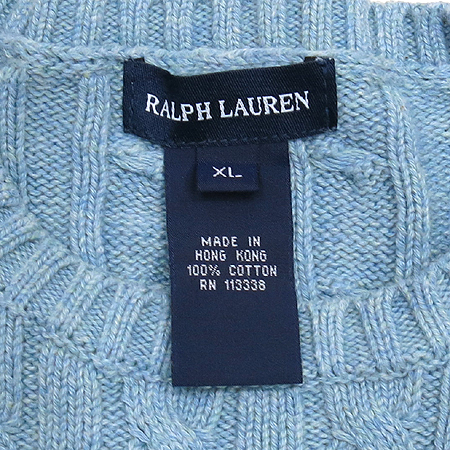 RALPH LAUREN
XL
MADE IN
HONG KONG
100% COTTON
RN 113338